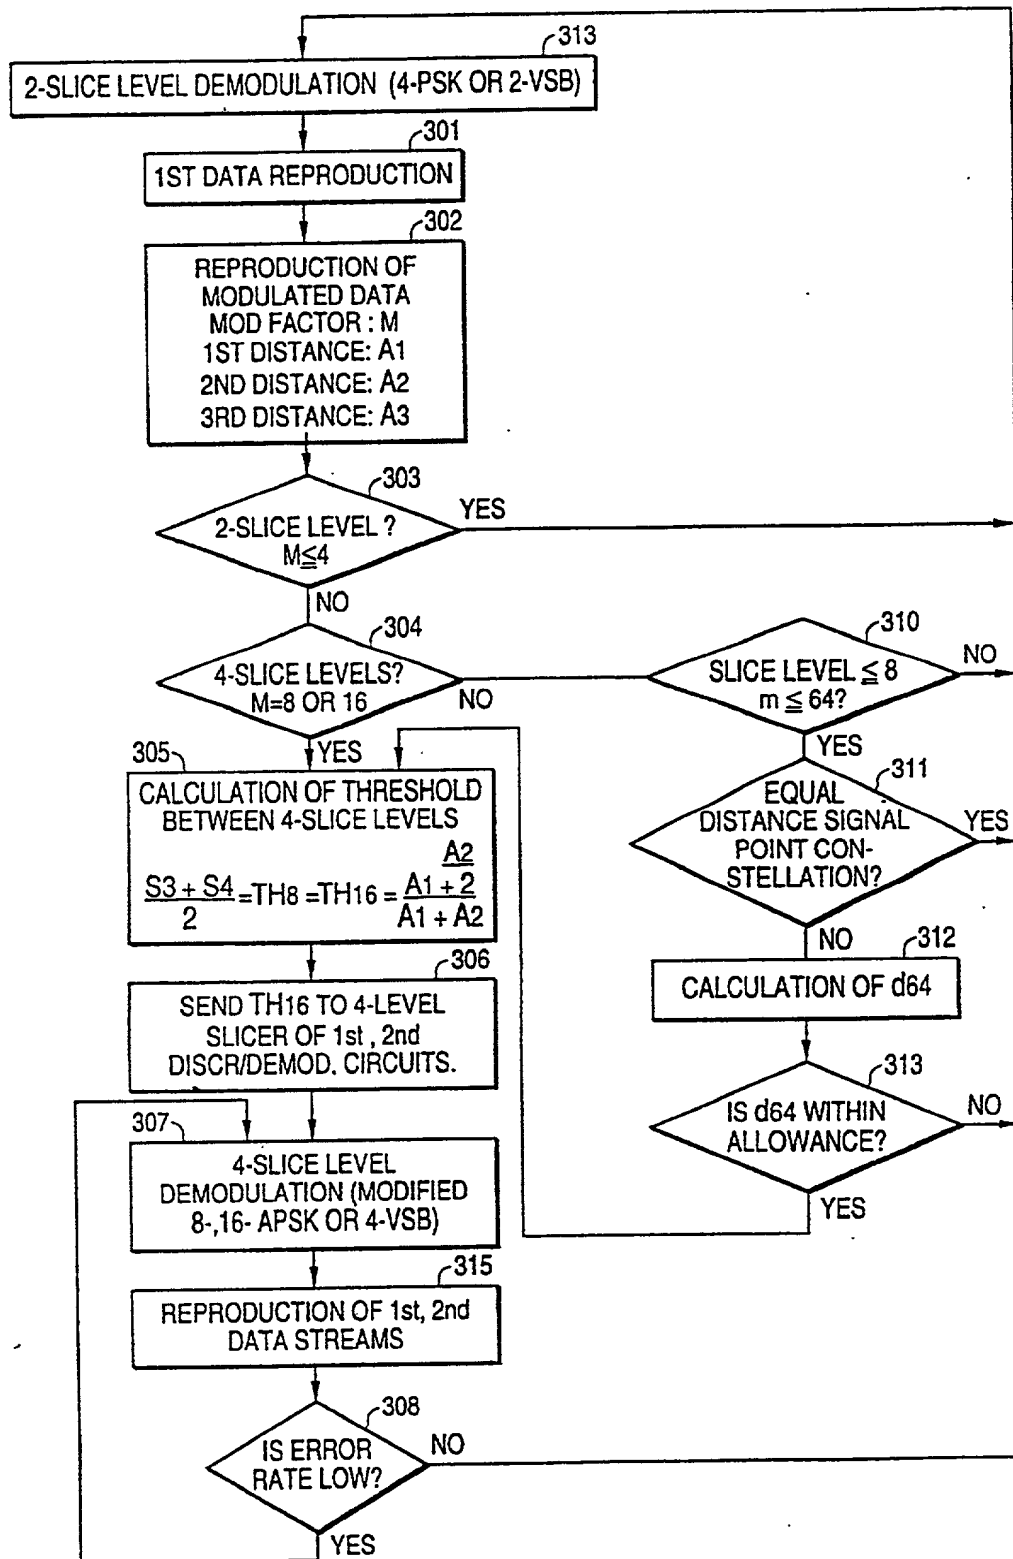 313
2-SLICE LEVEL DEMODULATION (4-PSK OR 2-VSB)
301
1ST DATA REPRODUCTION
302
REPRODUCTION OF
MODULATED DATA
MOD FACTOR : M
1ST DISTANCE: A1
2ND DISTANCE: A2
3RD DISTANCE: A3
303
2-SLICE LEVEL ?
M≦4
YES
NO
304
4-SLICE LEVELS?
M=8 OR 16
NO
YES
310
SLICE LEVEL ≦ 8
m ≦ 64?
NO
YES
305
CALCULATION OF THRESHOLD
BETWEEN 4-SLICE LEVELS
S3 + S4
2
=TH8 =TH16 =
A2
A1 + 2
A1 + A2
311
EQUAL
DISTANCE SIGNAL
POINT CON-
STELLATION?
YES
NO
306
SEND TH16 TO 4-LEVEL
SLICER OF 1st , 2nd
DISCR/DEMOD. CIRCUITS.
312
CALCULATION OF d64
313
IS d64 WITHIN
ALLOWANCE?
NO
YES
307
4-SLICE LEVEL
DEMODULATION (MODIFIED
8-,16- APSK OR 4-VSB)
315
REPRODUCTION OF 1st, 2nd
DATA STREAMS
308
IS ERROR
RATE LOW?
NO
YES